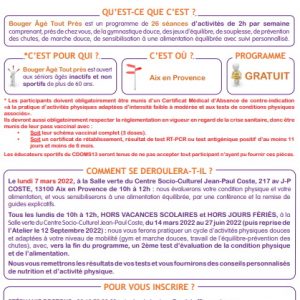 QU'EST-CE QUE C'EST ?
Bouger Âge Tout Près est un programme de 26 séances d'activités de 2h par semaine
comprenant, près de chez vous, de la gymnastique douce, des jeux d'équilibre, de souplesse, de prévention
des chutes, de marche douce, de sensibilisation à une alimentation équilibrée avec suivi personnalisé.
*C'EST POUR QUI ?
C'EST OÙ ?
PROGRAMME
Bouger Âge Tout Près est ouvert
aux séniors âgés inactifs et non
sportifs de plus de 60 ans.
Aix en Provence
GRATUIT
* Les participants doivent obligatoirement être munis d'un Certificat Médical d'Absence de contre-indication
«à la pratique d'activités physiques adaptées d'intensité faible à modérée et aux tests de conditions physiques
associés».
Ils devront aussi obligatoirement respecter la réglementation en vigueur en regard de la crise sanitaire, donc être
munis de leur pass vaccinal avec :
Soit leur schéma vaccinal complet (3 doses).
Soit un certificat de rétablissement, résultat de test RT-PCR ou test antigénique positif d'au moins 11
jours et moins de 6 mois.
Les éducateurs sportif du CDOMS13 seront tenus de ne pas accepter tout participant n'ayant pu fournir ces pièces.
COMMENT SE DEROULERA-T-IL ?
Le lundi 7 mars 2022, à la Salle verte du Centre Socio-Culturel Jean-Paul Coste, 217 av J-P
COSTE, 13100 Aix en Provence de 10h à 12h : nous évaluerons votre condition physique et votre
alimentation, et vous sensibiliserons à une alimentation équilibrée, par une conférence et la remise de
guides explicatifs.
Tous les lundis de 10h à 12h, HORS VACANCES SCOLAIRES et HORS JOURS FÉRIÉS, à la
Salle verte du Centre Socio-Culturel Jean-Paul Coste, du 14 mars 2022 au 27 juin 2022 (puis reprise de
l'Atelier le 12 Septembre 2022) : nous vous ferons pratiquer un cycle d'activités physiques douces et
adaptées à votre niveau de mobilité (gym et marche douces, travail de l'équilibre-prévention des
chutes), avec, vers la fin du programme, un 2ème test d'évaluation de la condition physique
et de l'alimentation.
Nous vous remettrons les résultats de vos tests et vous fournirons des conseils personnalisés
de nutrition et d'activité physique.
VOUS INSCRIRE ?